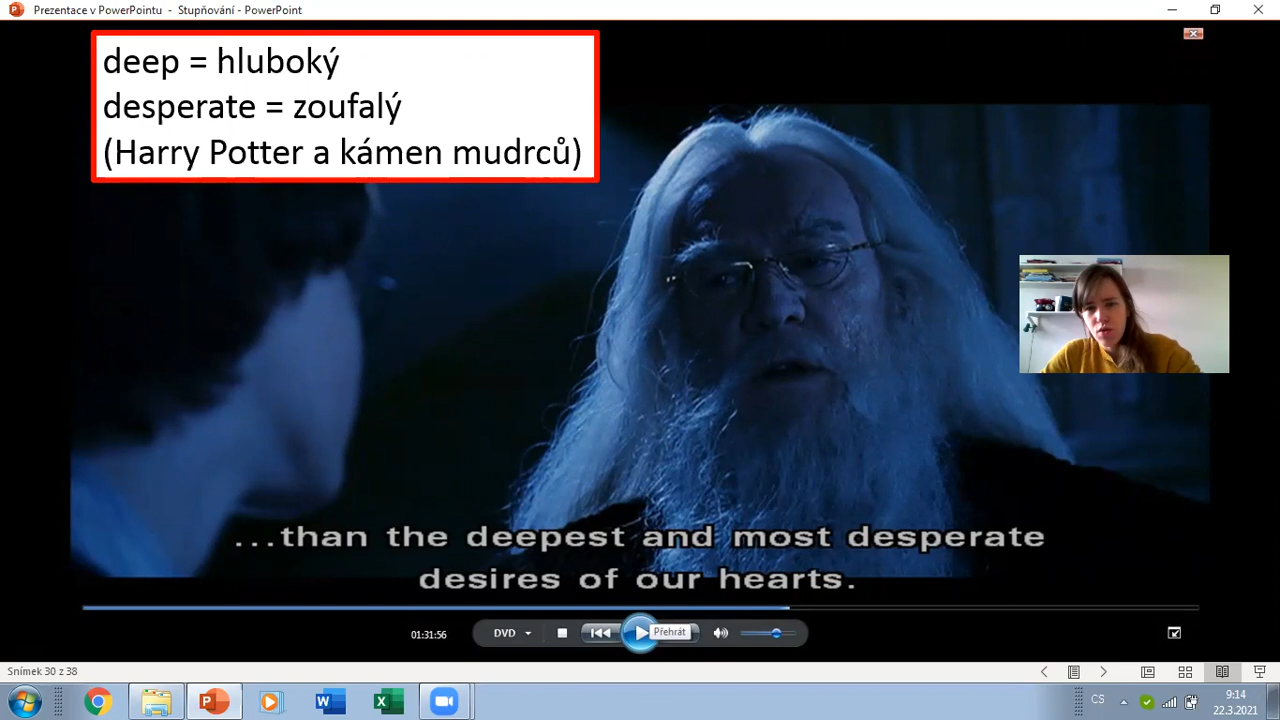 Prezentace v PowerPointu - Stupňování - PowerPoint
deep = hluboký
desperate = zoufalý
(Harry Potter a kámen mudrců)
...than the deepest and most desperate
desires of our hearts.
01:31:56
DVD
Přehrát
Snímek 30 z 38
CS
9:14
22.3.2021